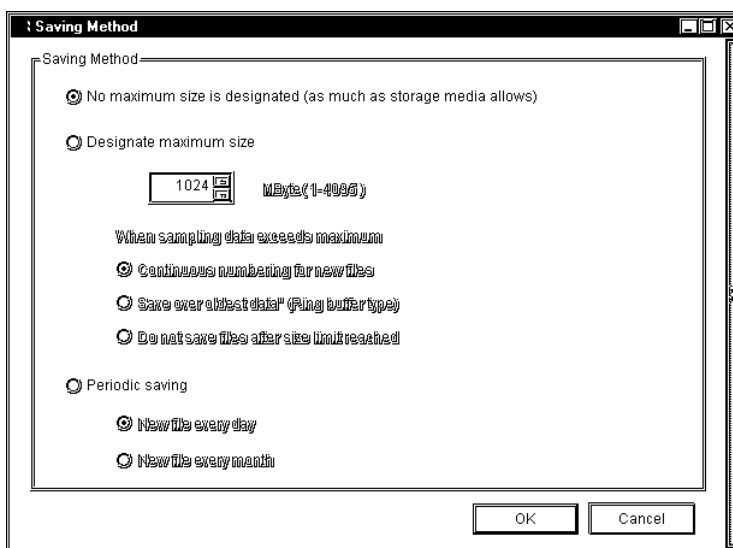 Saving Method
Saving Method
No maximum size is designated (as much as storage media allows)
Designate maximum size
1024
MByte(1-4095)
When sampling data exceeds maximum
Continuous numbering for new files
Save over oldest data" (Ring buffer type)
Do not save files after size limit reached
Periodic saving
New file every day
New file every month
OK
Cancel